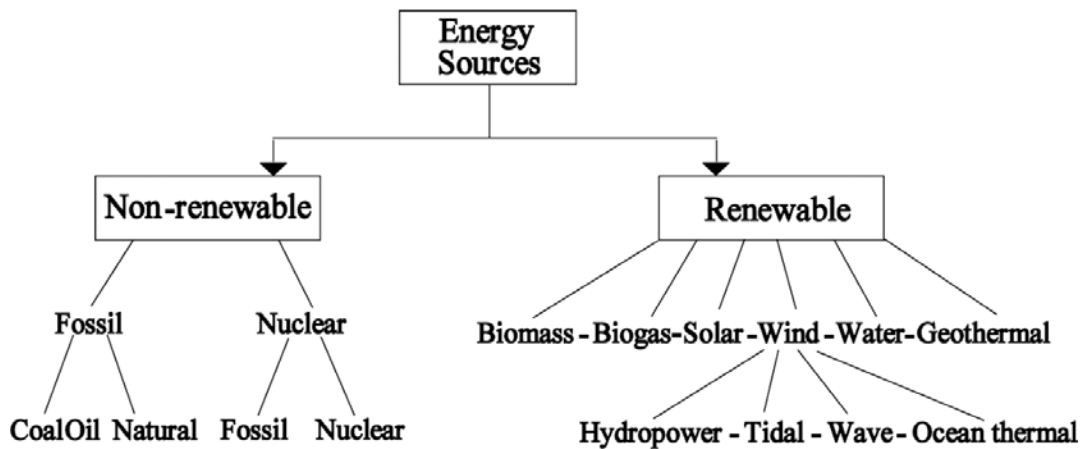 Energy
Sources
Non-renewable
Renewable
Fossil
Nuclear
Biomass - Biogas-Solar -Wind -Water-Geothermal
CoalOil Natural
Fossil
Nuclear
Hydropower - Tidal - Wave- Ocean thermal